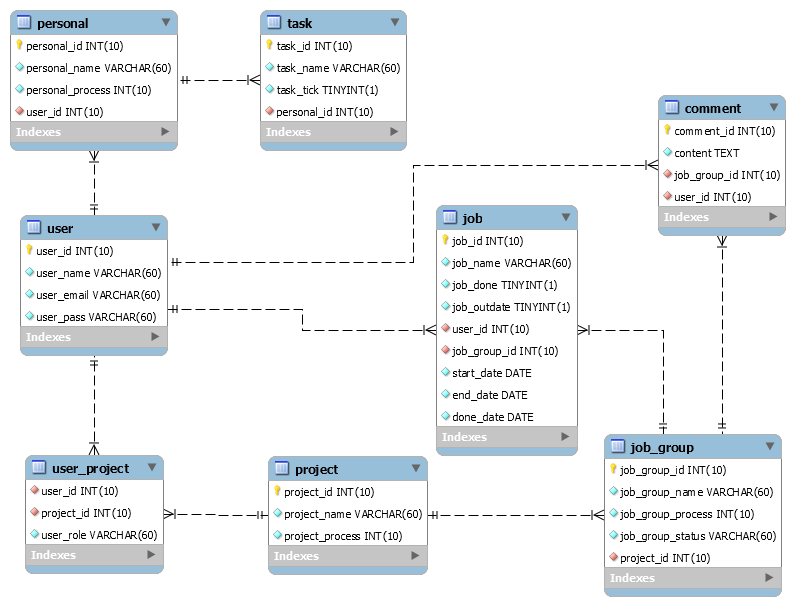 personal
personal_id INT(10)
personal_name VARCHAR(60)
personal_process INT(10)
user_id INT(10)
Indexes
task
task_id INT(10)
task_name VARCHAR(60)
task_tick TINYINT(1)
personal_id INT(10)
Indexes
comment
comment_id INT(10)
content TEXT
job_group_id INT(10)
user_id INT(10)
Indexes
user
user_id INT(10)
user_name VARCHAR(60)
user_email VARCHAR(60)
user_pass VARCHAR(60)
Indexes
job
job_id INT(10)
job_name VARCHAR(60)
job_done TINYINT(1)
job_outdate TINYINT(1)
user_id INT(10)
job_group_id INT(10)
start_date DATE
end_date DATE
done_date DATE
Indexes
user_project
user_id INT(10)
project_id INT(10)
user_role VARCHAR(60)
Indexes
project
project_id INT(10)
project_name VARCHAR(60)
project_process INT(10)
Indexes
job_group
job_group_id INT(10)
job_group_name VARCHAR(60)
job_group_process INT(10)
job_group_status VARCHAR(60)
project_id INT(10)
Indexes